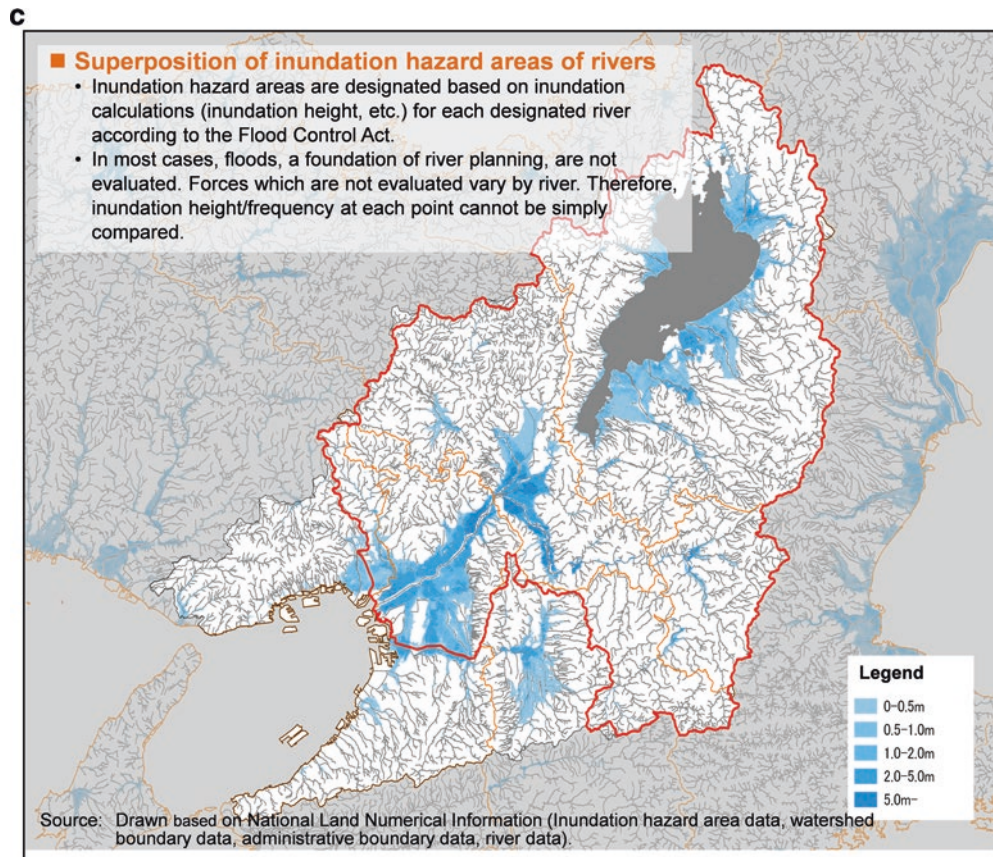 c
■ Superposition of inundation hazard areas of rivers
• Inundation hazard areas are designated based on inundation
calculations (inundation height, etc.) for each designated river
according to the Flood Control Act.
• In most cases, floods, a foundation of river planning, are not
evaluated. Forces which are not evaluated vary by river. Therefore,
inundation height/frequency at each point cannot be simply
compared.
Legend
0-0.5m
0.5-1.0m
1.0-2.0m
2.0-5.0m
5.0m-
Source: Drawn based on National Land Numerical Information (Inundation hazard area data, watershed
boundary data, administrative boundary data, river data).